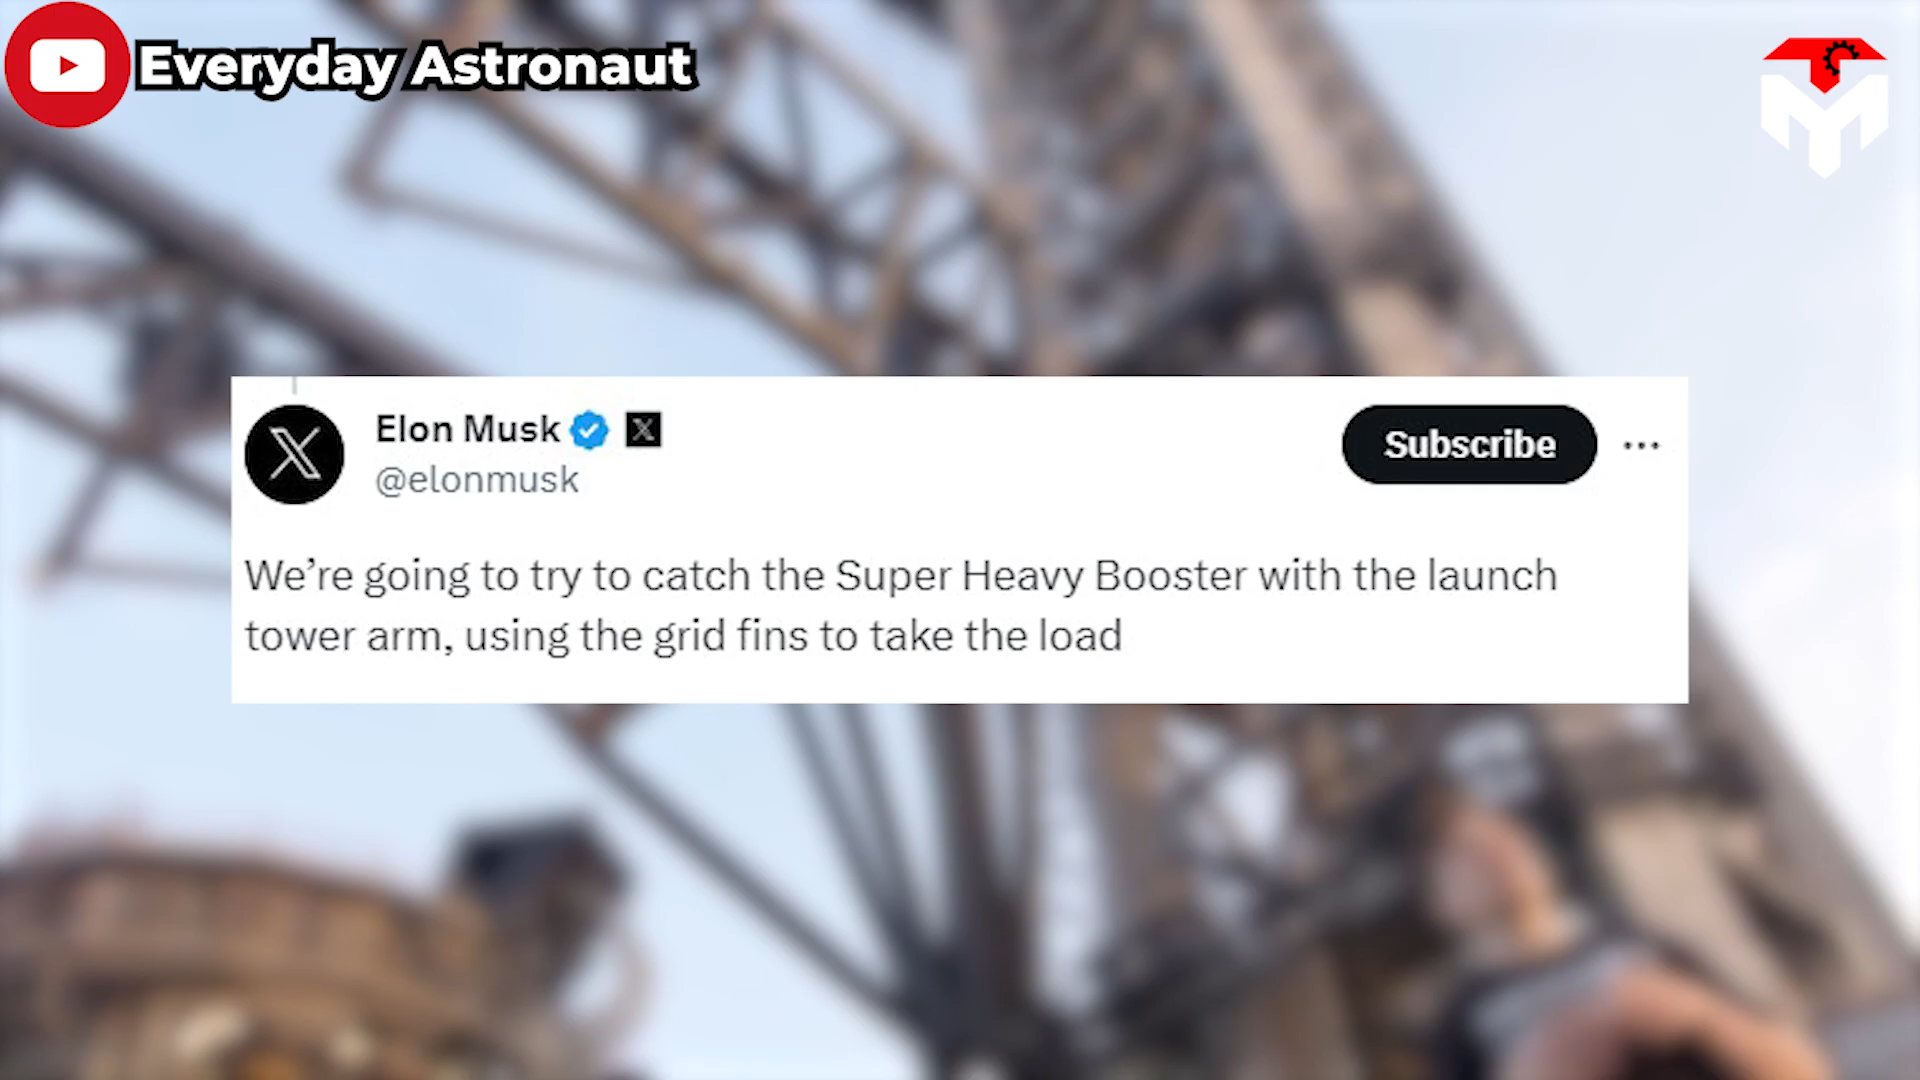 Everyday Astronaut
Elon Musk
@elonmusk
Subscribe
We’re going to try to catch the Super Heavy Booster with the launch
tower arm, using the grid fins to take the load